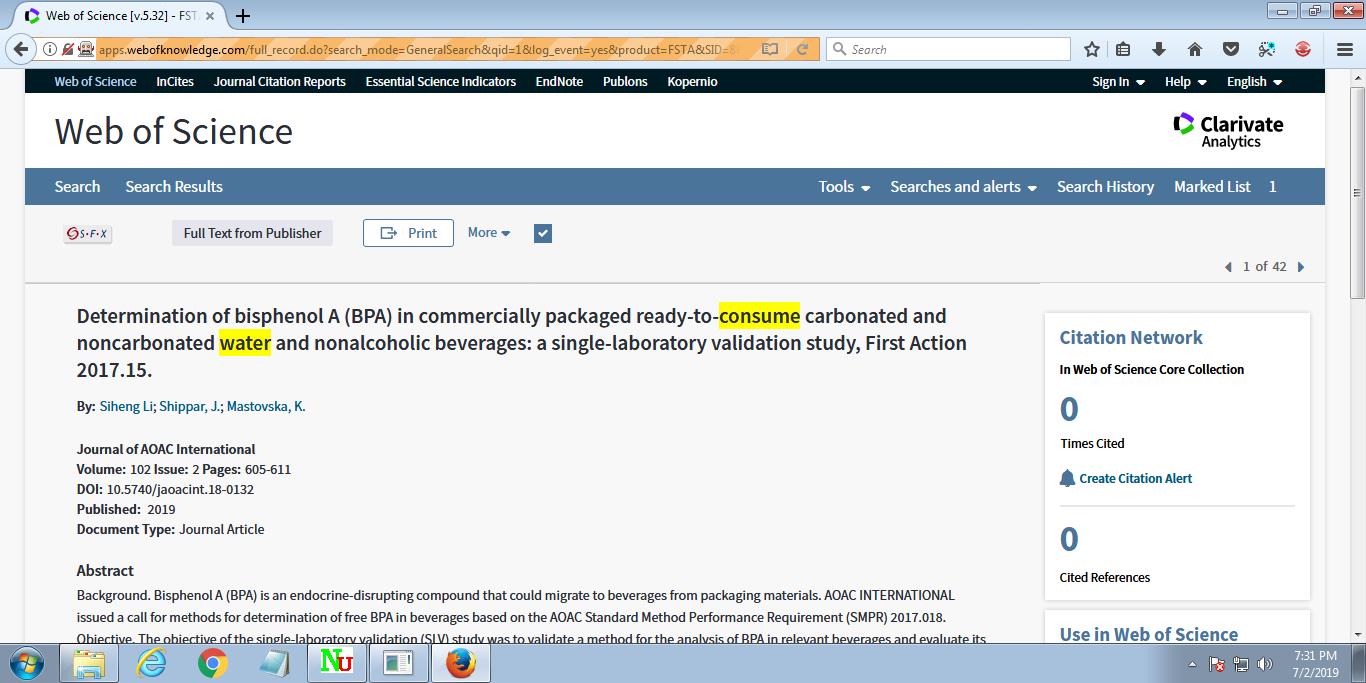 Web of Science [v.5.32] - FST
apps.webofknowledge.com/full_record.do?search_mode=GeneralSearch&qid=1&log_event=yes&product=FSTA&SID=8
Search
Web of Science InCites Journal Citation Reports Essential Science Indicators EndNote Publons Kopernio Sign In Help English
Web of Science
Clarivate
Analytics
Search Search Results Tools Searches and alerts Search History Marked List 1
S·F·X Full Text from Publisher Print More
1 of 42
Determination of bisphenol A (BPA) in commercially packaged ready-to-consume carbonated and
noncarbonated water and nonalcoholic beverages: a single-laboratory validation study, First Action
2017.15.
By: Siheng Li; Shippar, J.; Mastovska, K.
Journal of AOAC International
Volume: 102 Issue: 2 Pages: 605-611
DOI: 10.5740/jaoacint.18-0132
Published: 2019
Document Type: Journal Article
Abstract
Background. Bisphenol A (BPA) is an endocrine-disrupting compound that could migrate to beverages from packaging materials. AOAC INTERNATIONAL
issued a call for methods for determination of free BPA in beverages based on the AOAC Standard Method Performance Requirement (SMPR) 2017.018.
Objective. The objective of the single-laboratory validation (SLV) study was to validate a method for the analysis of BPA in relevant beverages and evaluate its
Citation Network
In Web of Science Core Collection
0
Times Cited
Create Citation Alert
0
Cited References
Use in Web of Science
NU
7:31 PM
7/2/2019